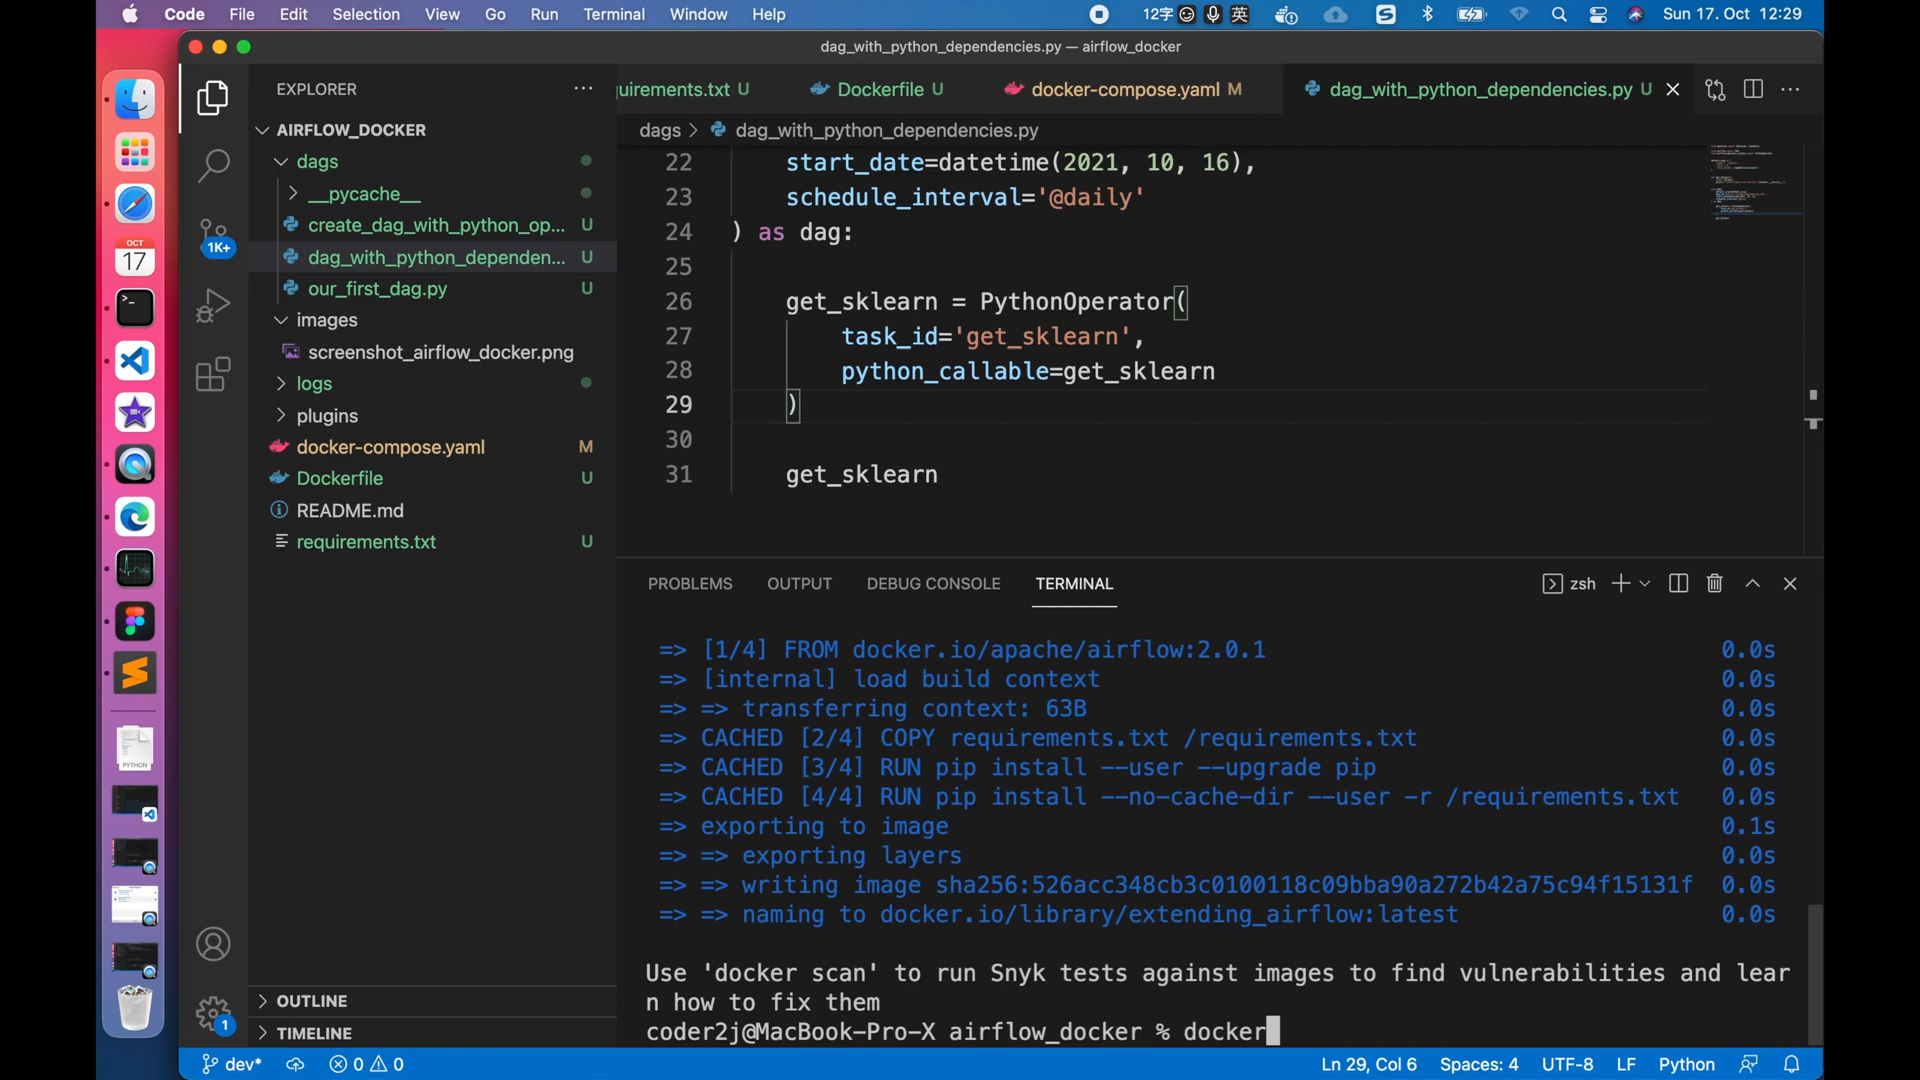 Code File Edit Selection View Go Run Terminal Window Help 12字 英 Sun 17. Oct 12:29
dag_with_python_dependencies.py — airflow_docker
EXPLORER
uirements.txt U Dockerfile U docker-compose.yaml M dag_with_python_dependencies.py U
AIRFLOW_DOCKER
dags > dag_with_python_dependencies.py
dags
__pycache__
create_dag_with_python_op... U
dag_with_python_dependen... U
our_first_dag.py U
images
screenshot_airflow_docker.png
logs
plugins
docker-compose.yaml M
Dockerfile U
README.md
requirements.txt U
OUTLINE
TIMELINE
1K+
1
OCT
17
PYTHON
22 start_date=datetime(2021, 10, 16),
23 schedule_interval='@daily'
24 ) as dag:
25
26 get_sklearn = PythonOperator(
27 task_id='get_sklearn',
28 python_callable=get_sklearn
29 )
30
31 get_sklearn
PROBLEMS OUTPUT DEBUG CONSOLE TERMINAL zsh
=> [1/4] FROM docker.io/apache/airflow:2.0.1 0.0s
=> [internal] load build context 0.0s
=> => transferring context: 63B 0.0s
=> CACHED [2/4] COPY requirements.txt /requirements.txt 0.0s
=> CACHED [3/4] RUN pip install --user --upgrade pip 0.0s
=> CACHED [4/4] RUN pip install --no-cache-dir --user -r /requirements.txt 0.0s
=> exporting to image 0.1s
=> => exporting layers 0.0s
=> => writing image sha256:526acc348cb3c0100118c09bba90a272b42a75c94f15131f 0.0s
=> => naming to docker.io/library/extending_airflow:latest 0.0s
Use 'docker scan' to run Snyk tests against images to find vulnerabilities and lear
n how to fix them
coder2j@MacBook-Pro-X airflow_docker % docker
dev* 0 0 Ln 29, Col 6 Spaces: 4 UTF-8 LF Python